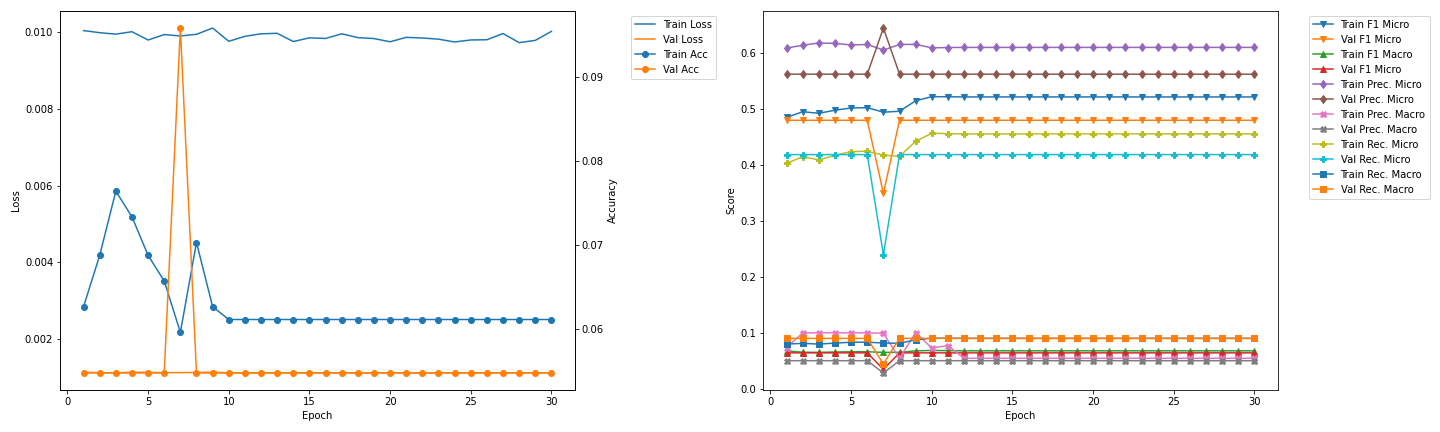 0.010
0.008
0.006
0.004
0.002
Loss
0
5
10
15
20
25
30
Epoch
0.09
0.08
0.07
0.06
Accuracy
Train Loss
Val Loss
Train Acc
Val Acc
0.6
0.5
0.4
0.3
0.2
0.1
0.0
Score
0
5
10
15
20
25
30
Epoch
Train F1 Micro
Val F1 Micro
Train F1 Macro
Val F1 Micro
Train Prec. Micro
Val Prec. Micro
Train Prec. Macro
Val Prec. Macro
Train Rec. Micro
Val Rec. Micro
Train Rec. Macro
Val Rec. Macro